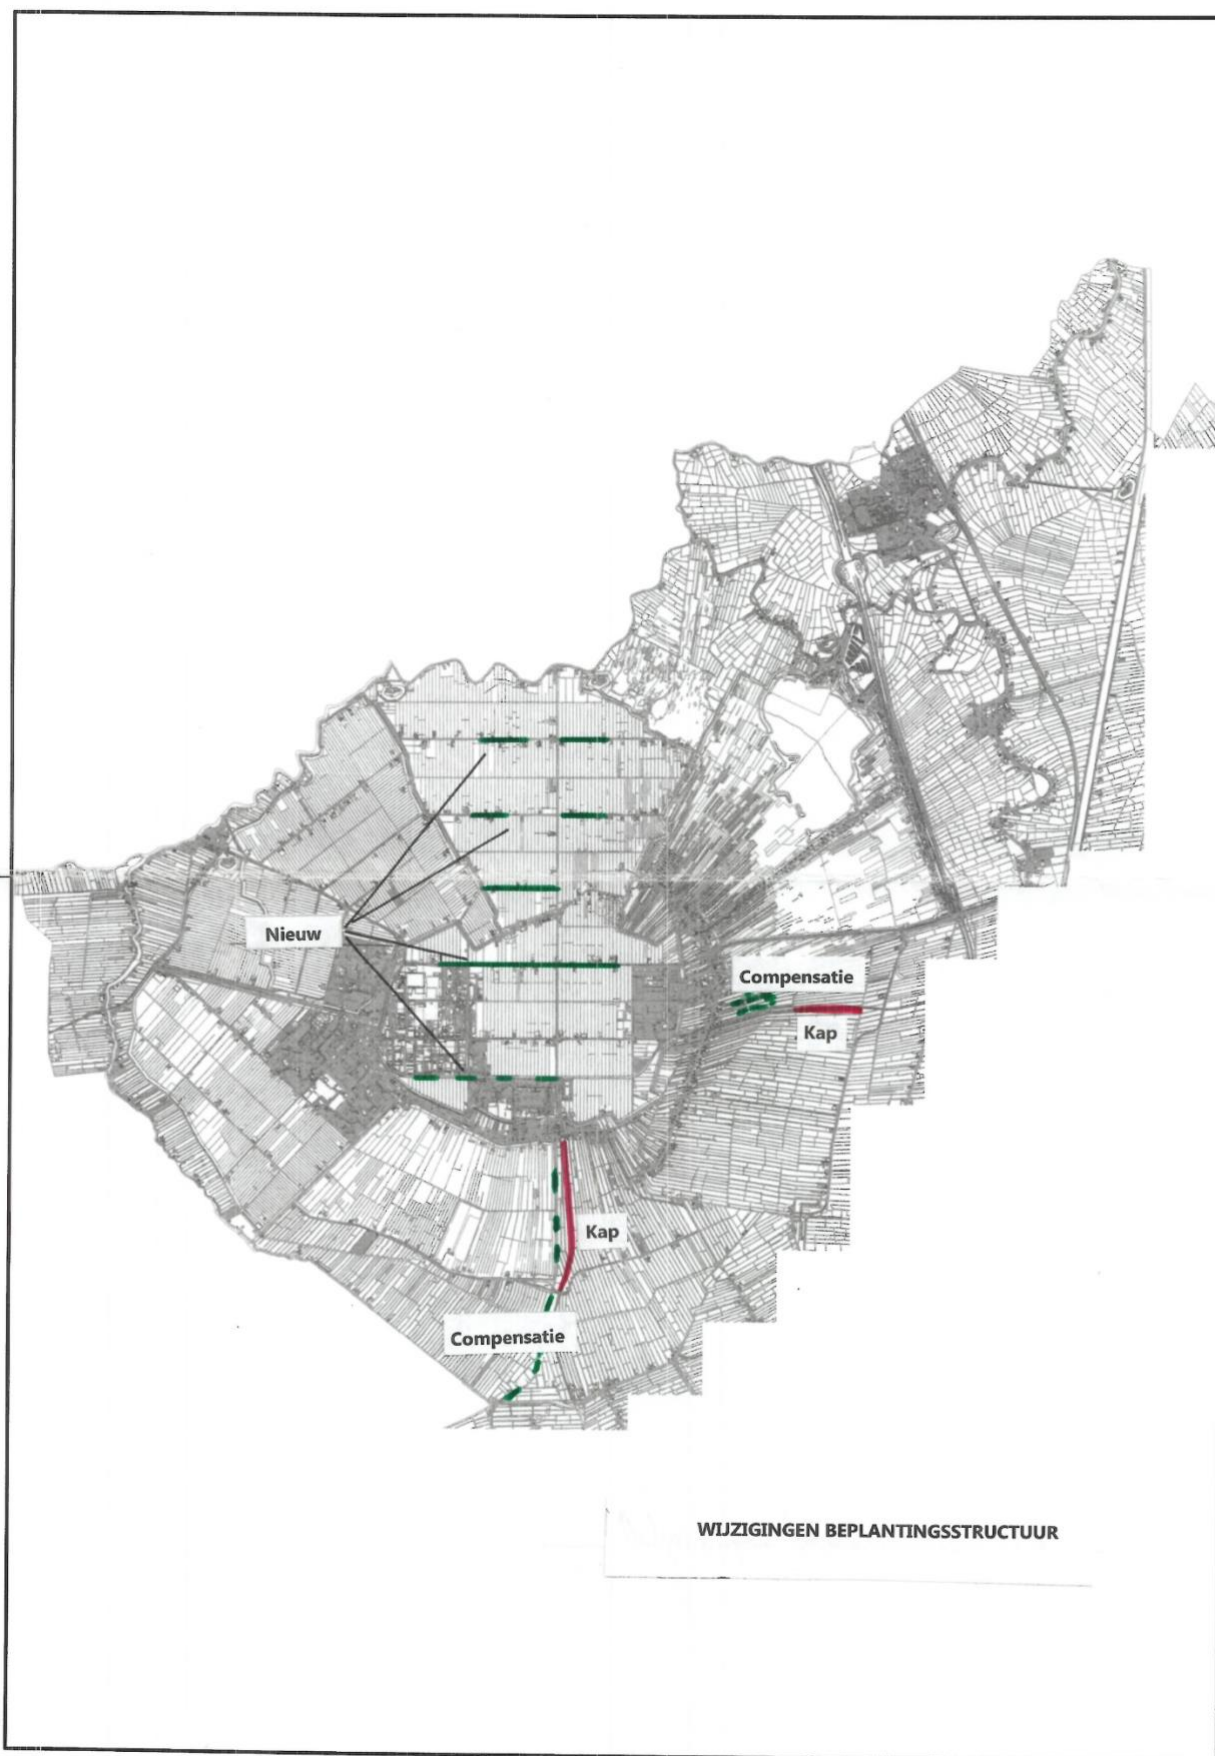 Nieuw
Compensatie
Kap
Kap
Compensatie
WIJZIGINGEN BEPLANTINGSSTRUCTUUR